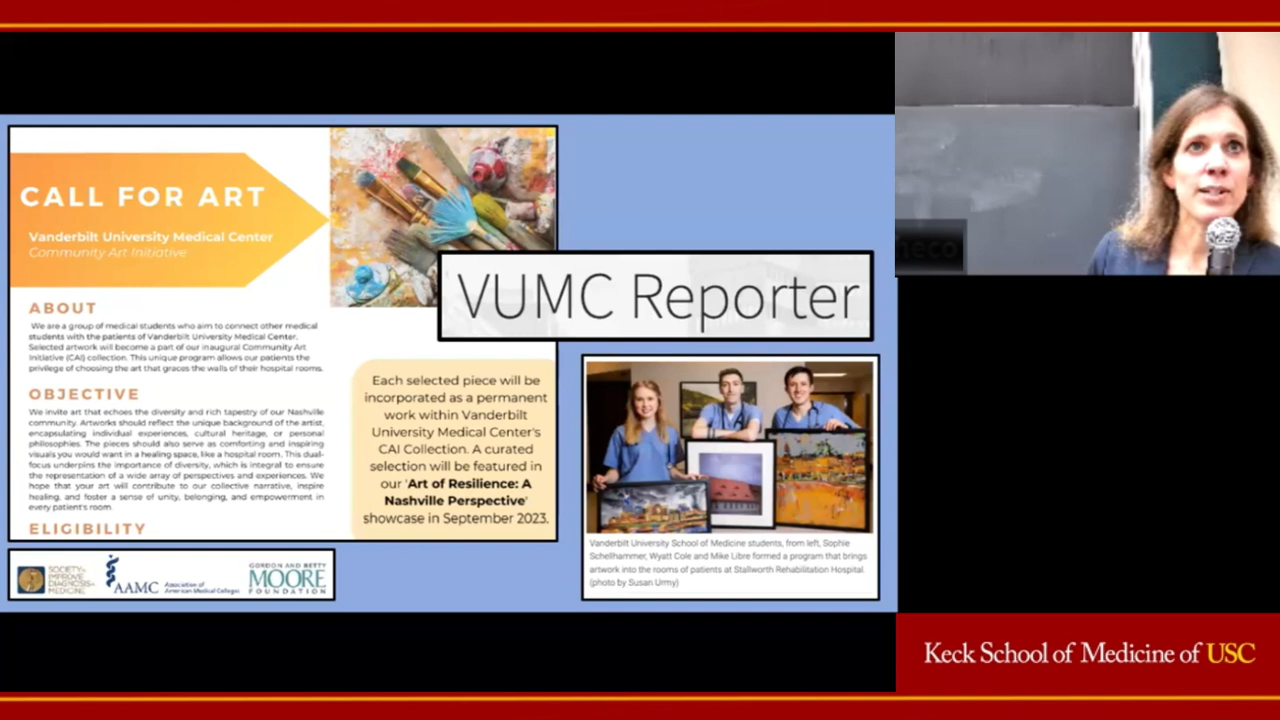 CALL FOR ART
Vanderbilt University Medical Center
Community Art Initiative
ABOUT
We are a group of medical students who aim to connect other medical
students with the patients of Vanderbilt University Medical Center.
Selected artwork will become a part of our inaugural Community Art
Initiative (CAI) collection. This unique program allows our patients the
privilege of choosing the art that graces the walls of their hospital rooms.
OBJECTIVE
We invite art that echoes the diversity and rich tapestry of our Nashville
community. Artworks should reflect the unique background of the artist,
encapsulating individual experiences, cultural heritage, or personal
philosophies. The pieces should also serve as comforting and inspiring
visuals you would want in a healing space, like a hospital room. This dual-
focus underpins the importance of diversity, which is integral to ensure
the representation of a wide array of perspectives and experiences. We
hope that your art will contribute to our collective narrative, inspire
healing, and foster a sense of unity, belonging, and empowerment in
every patient's room.
ELIGIBILITY
Each selected piece will be
incorporated as a permanent
work within Vanderbilt
University Medical Center's
CAI Collection. A curated
selection will be featured in
our 'Art of Resilience: A
Nashville Perspective'
showcase in September 2023.
VUMC Reporter
Vanderbilt University School of Medicine students, from left, Sophie
Schellhammer, Wyatt Cole and Mike Libre formed a program that brings
artwork into the rooms of patients at Stallworth Rehabilitation Hospital.
(photo by Susan Urmy)
SOCIETY to
IMPROVE
DIAGNOSIS in
MEDICINE
AAMC
Association of
American Medical Colleges
GORDON AND BETTY
MOORE
FOUNDATION
neco
Keck School of Medicine of USC